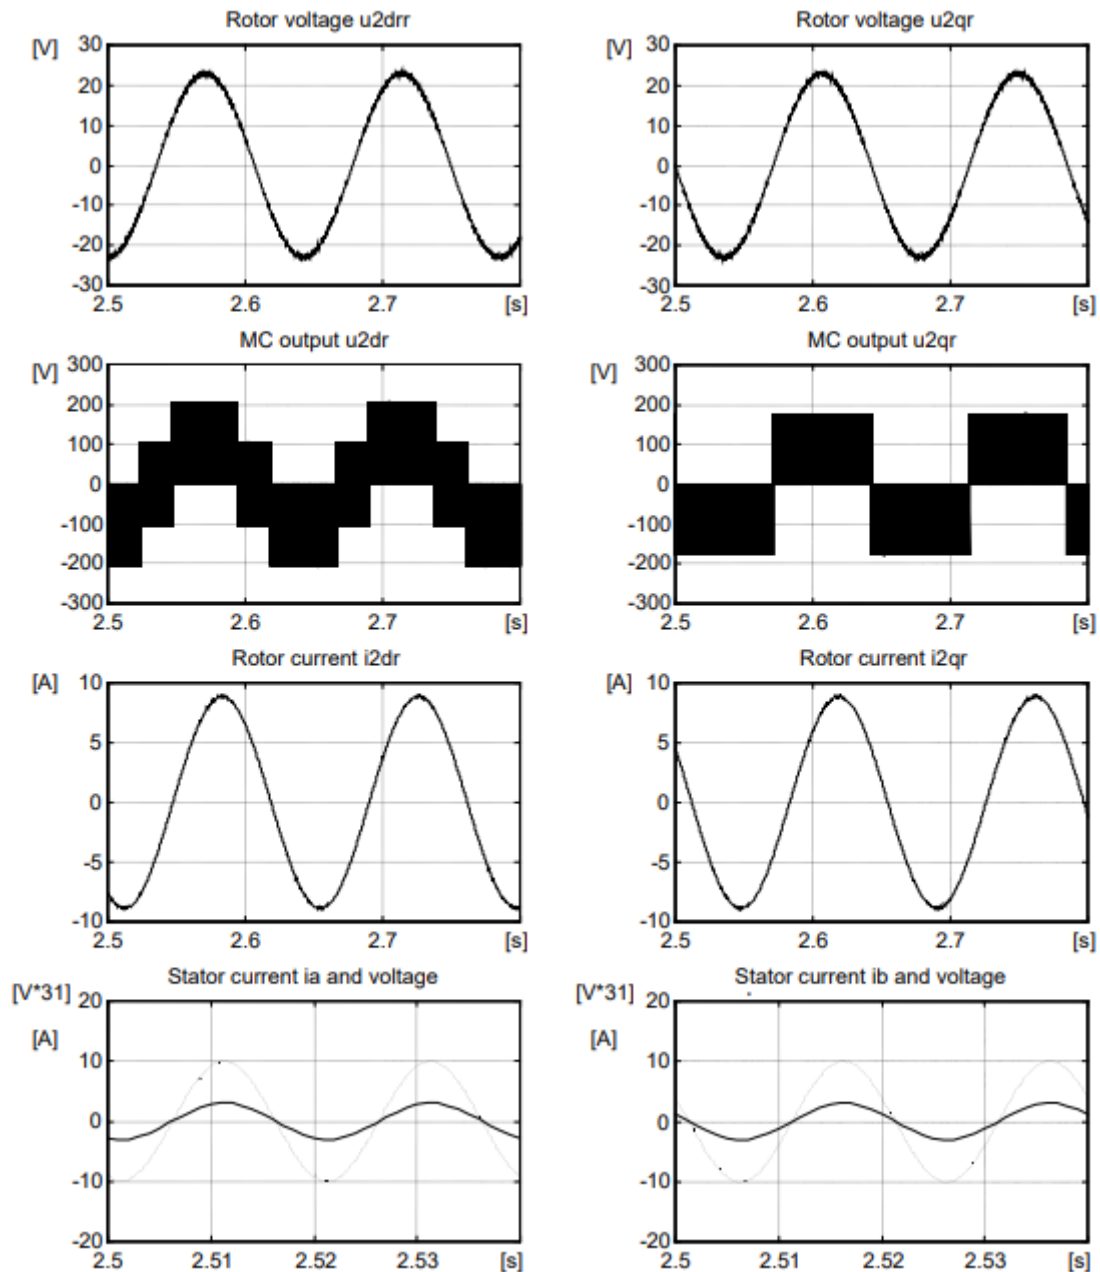 Rotor voltage u2drr
[V]
30
20
10
0
-10
-20
-30
2.5 2.6 2.7 [s]
Rotor voltage u2qr
[V]
30
20
10
0
-10
-20
-30
2.5 2.6 2.7 [s]
MC output u2dr
[V]
300
200
100
0
-100
-200
-300
2.5 2.6 2.7 [s]
MC output u2qr
[V]
300
200
100
0
-100
-200
-300
2.5 2.6 2.7 [s]
Rotor current i2dr
[A]
10
5
0
-5
-10
2.5 2.6 2.7 [s]
Rotor current i2qr
[A]
10
5
0
-5
-10
2.5 2.6 2.7 [s]
Stator current ia and voltage
[V*31]
[A]
20
10
0
-10
-20
2.5 2.51 2.52 2.53 [s]
Stator current ib and voltage
[V*31]
[A]
20
10
0
-10
-20
2.5 2.51 2.52 2.53 [s]